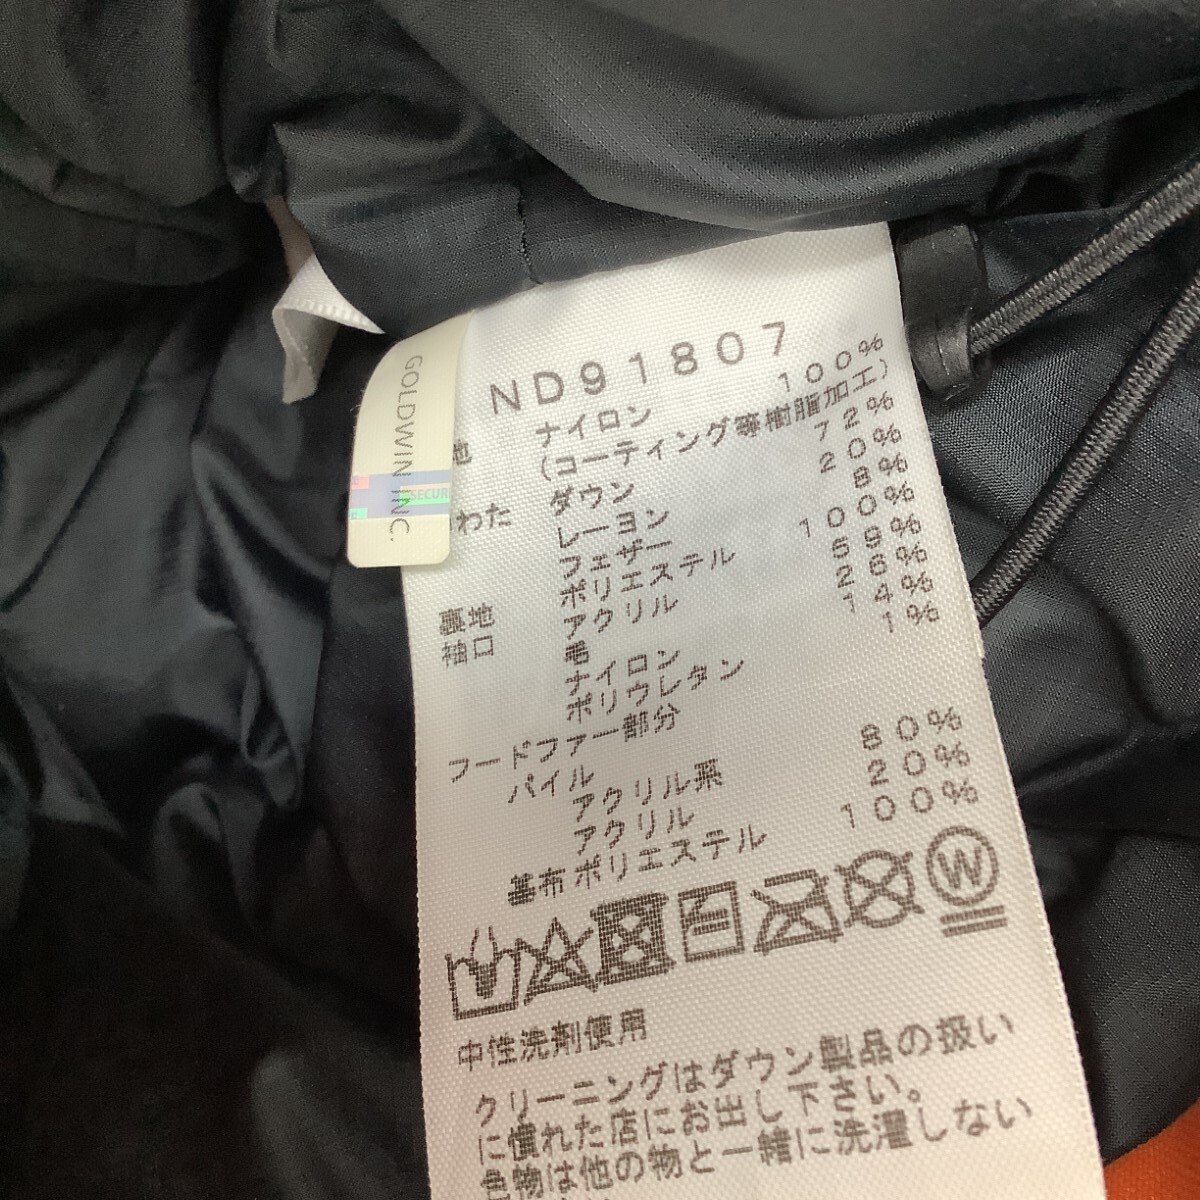 GOLDWIN INC.
SECUR
ND91807
地 ナイロン 100%
(コーティング等樹脂加工)
わた ダウン 72%
レーヨン 20%
フェザー 8%
裏地 ポリエステル 100%
袖口 アクリル 59%
毛 26%
ナイロン 14%
ポリウレタン 1%
フードファー部分
パイル
アクリル系 80%
アクリル 20%
基布 ポリエステル 100%
W
中性洗剤使用
クリーニングはダウン製品の扱い
に慣れた店にお出し下さい。
色物は他の物と一緒に洗濯しない